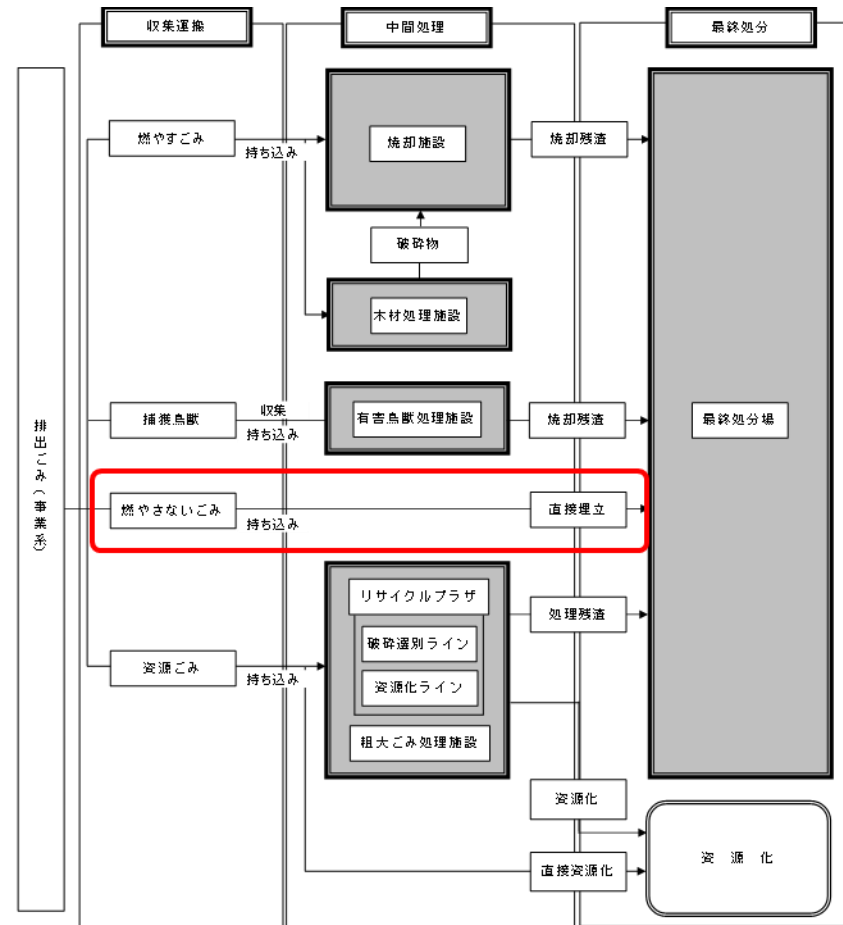 収集運搬
中間処理
最終処分
排出ごみ(事業系)
燃やすごみ
持ち込み
焼却施設
焼却残渣
破砕物
木材処理施設
捕獲鳥獣
収集
持ち込み
有害鳥獣処理施設
焼却残渣
最終処分場
燃やさないごみ
持ち込み
直接埋立
リサイクルプラザ
破砕選別ライン
資源化ライン
粗大ごみ処理施設
処理残渣
資源ごみ
持ち込み
資源化
直接資源化
資源化